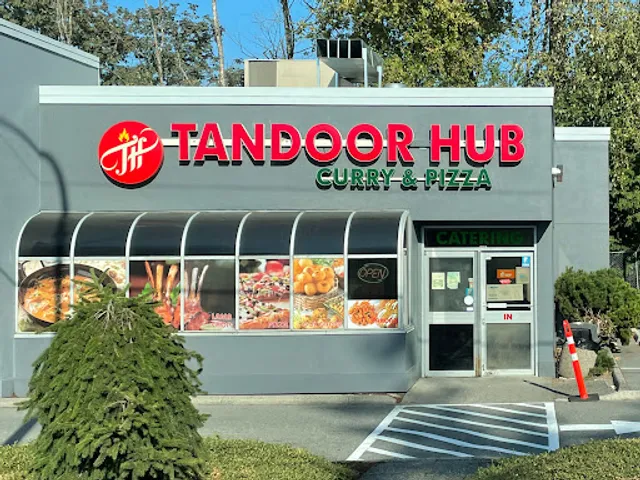 TH
TANDOOR HUB
CURRY & PIZZA
CATERING
OPEN
IN